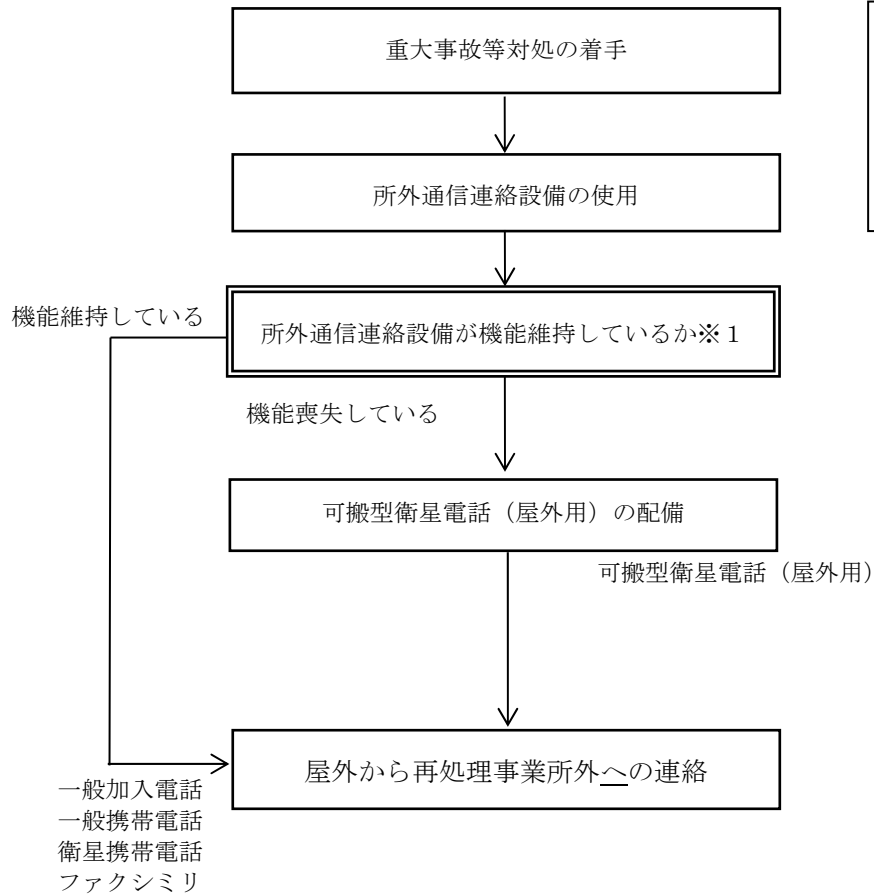 重大事故等対処の着手
所外通信連絡設備の使用
機能維持している
所外通信連絡設備が機能維持しているか※１
機能喪失している
可搬型衛星電話（屋外用）の配備
可搬型衛星電話（屋外用）
屋外から再処理事業所外への連絡
一般加入電話
一般携帯電話
衛星携帯電話
ファクシミリ